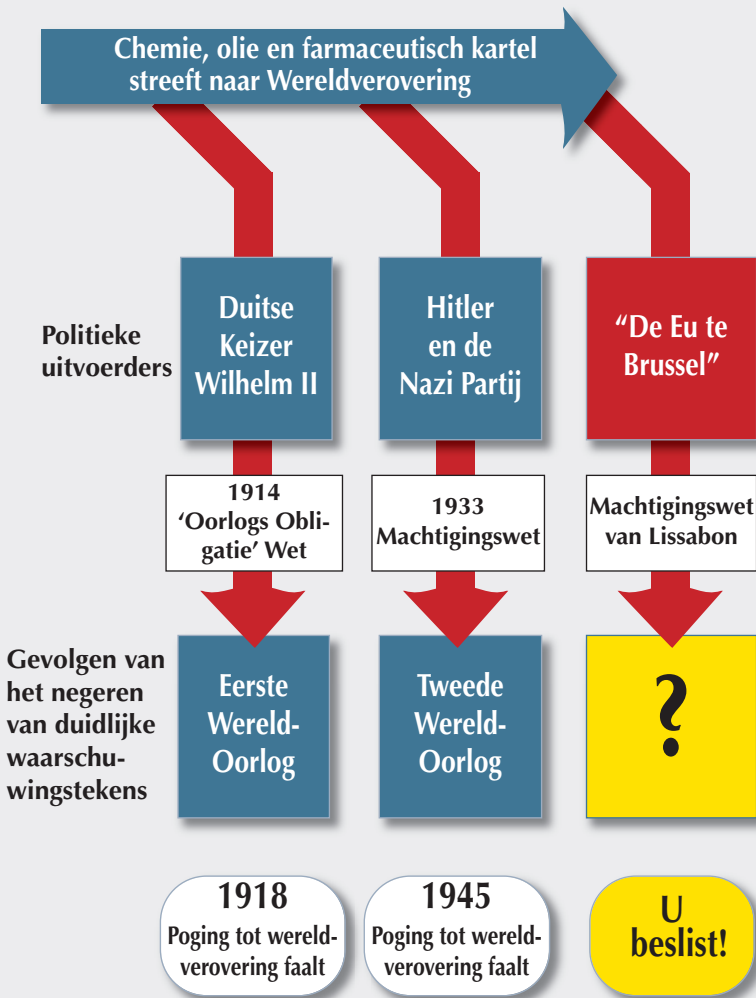 Chemie, olie en farmaceutisch kartel
streeft naar Wereldverovering
Politieke
uitvoerders
Duitse
Keizer
Wilhelm II
Hitler
en de
Nazi Partij
“De Eu te
Brussel”
1914
‘Oorlogs Obli-
gatie’ Wet
1933
Machtigingswet
Machtigingswet
van Lissabon
Gevolgen van
het negeren
van duidlijke
waarschu-
wingstekens
Eerste
Wereld-
Oorlog
Tweede
Wereld-
Oorlog
?
1918
Poging tot wereld-
verovering faalt
1945
Poging tot wereld-
verovering faalt
U
beslist!